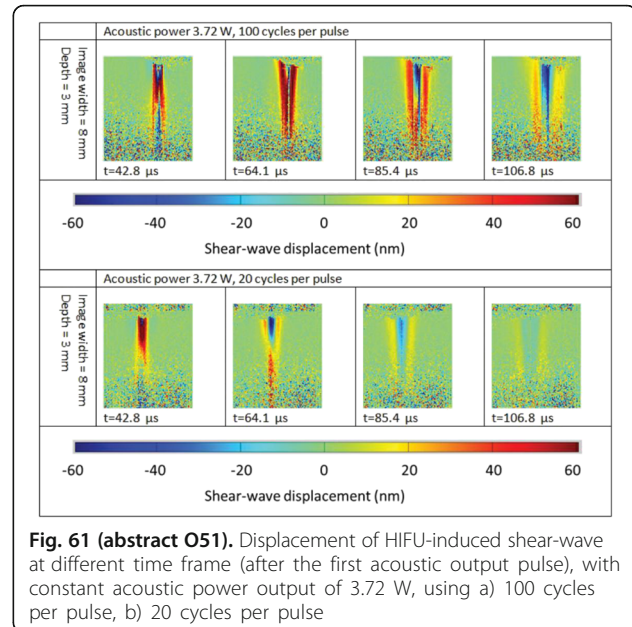 Acoustic power 3.72 W, 100 cycles per pulse
Image width = 8 mm
Depth = 3 mm
t=42.8 μs
t=64.1 μs
t=85.4 μs
t=106.8 μs
-60 -40 -20 0 20 40 60
Shear-wave displacement (nm)
Acoustic power 3.72 W, 20 cycles per pulse
Image width = 8 mm
Depth = 3 mm
t=42.8 μs
t=64.1 μs
t=85.4 μs
t=106.8 μs
-60 -40 -20 0 20 40 60
Shear-wave displacement (nm)
Fig. 61 (abstract O51). Displacement of HIFU-induced shear-wave
at different time frame (after the first acoustic output pulse), with
constant acoustic power output of 3.72 W, using a) 100 cycles
per pulse, b) 20 cycles per pulse